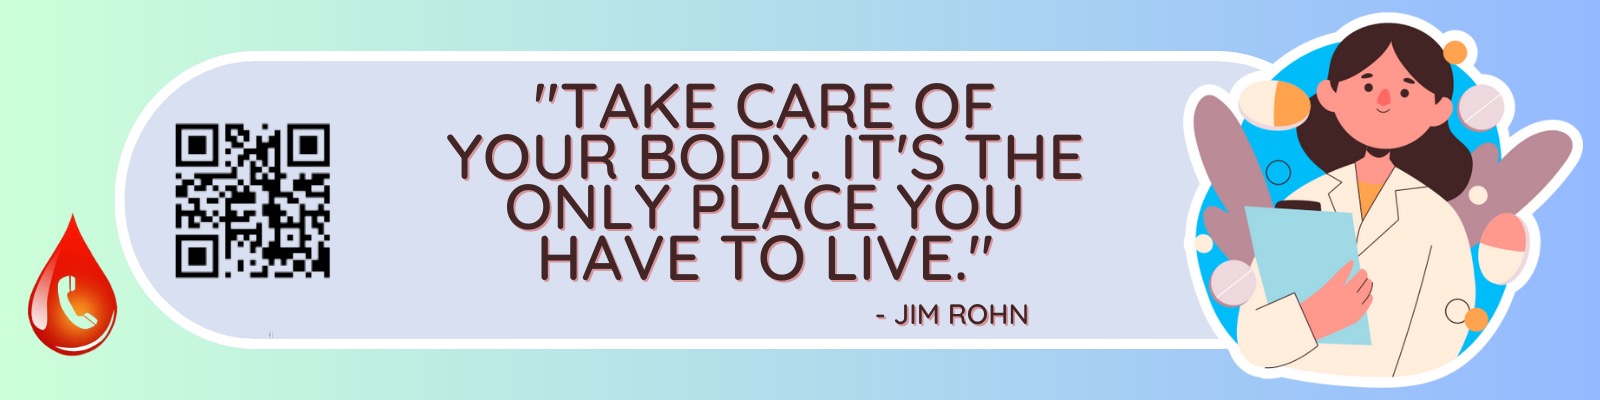 "TAKE CARE OF
YOUR BODY. IT'S THE
ONLY PLACE YOU
HAVE TO LIVE."
- JIM ROHN